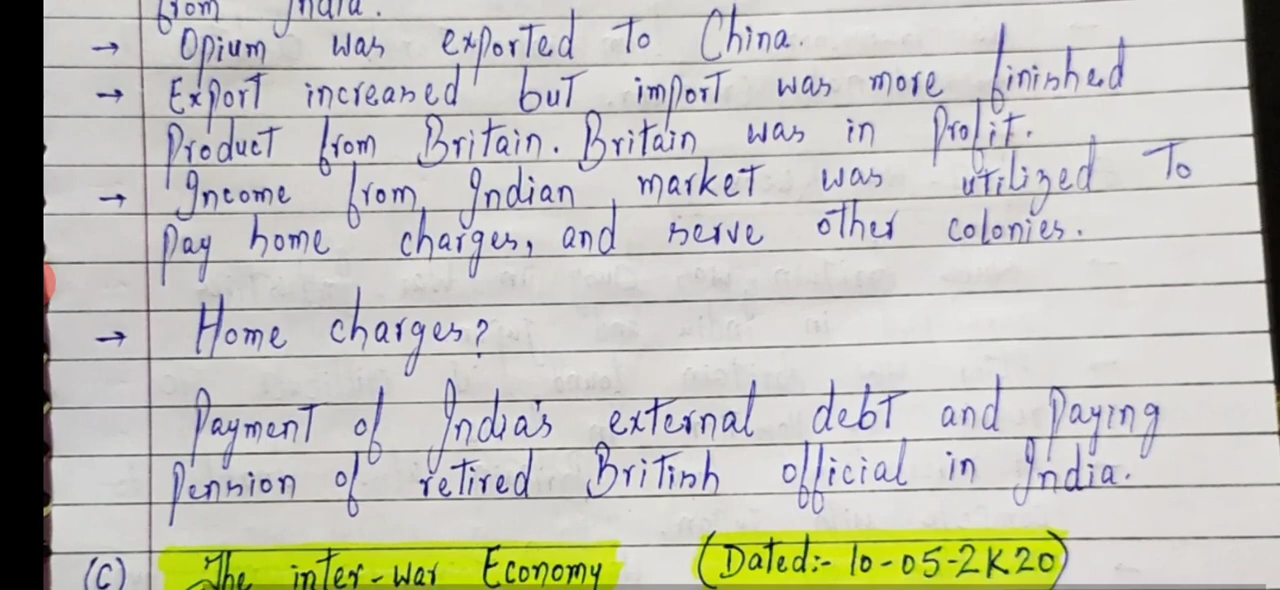 from India.
→ Opium was exported to China.
→ Export increased but import was more finished
Product from Britain. Britain was in Profit.
→ Income from Indian market was utilized To
Pay home charges, and serve other colonies.
→ Home charges?
Payment of India's external debt and Paying
Pension of retired British official in India.
(C) The inter-war Economy (Dated:- 10-05-2K20)